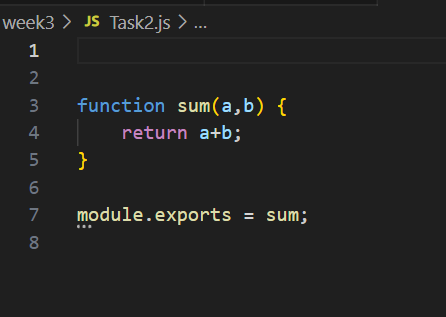 week3 > JS Task2.js > ...
1
2
3 function sum(a,b) {
4     return a+b;
5 }
6
7 module.exports = sum;
8